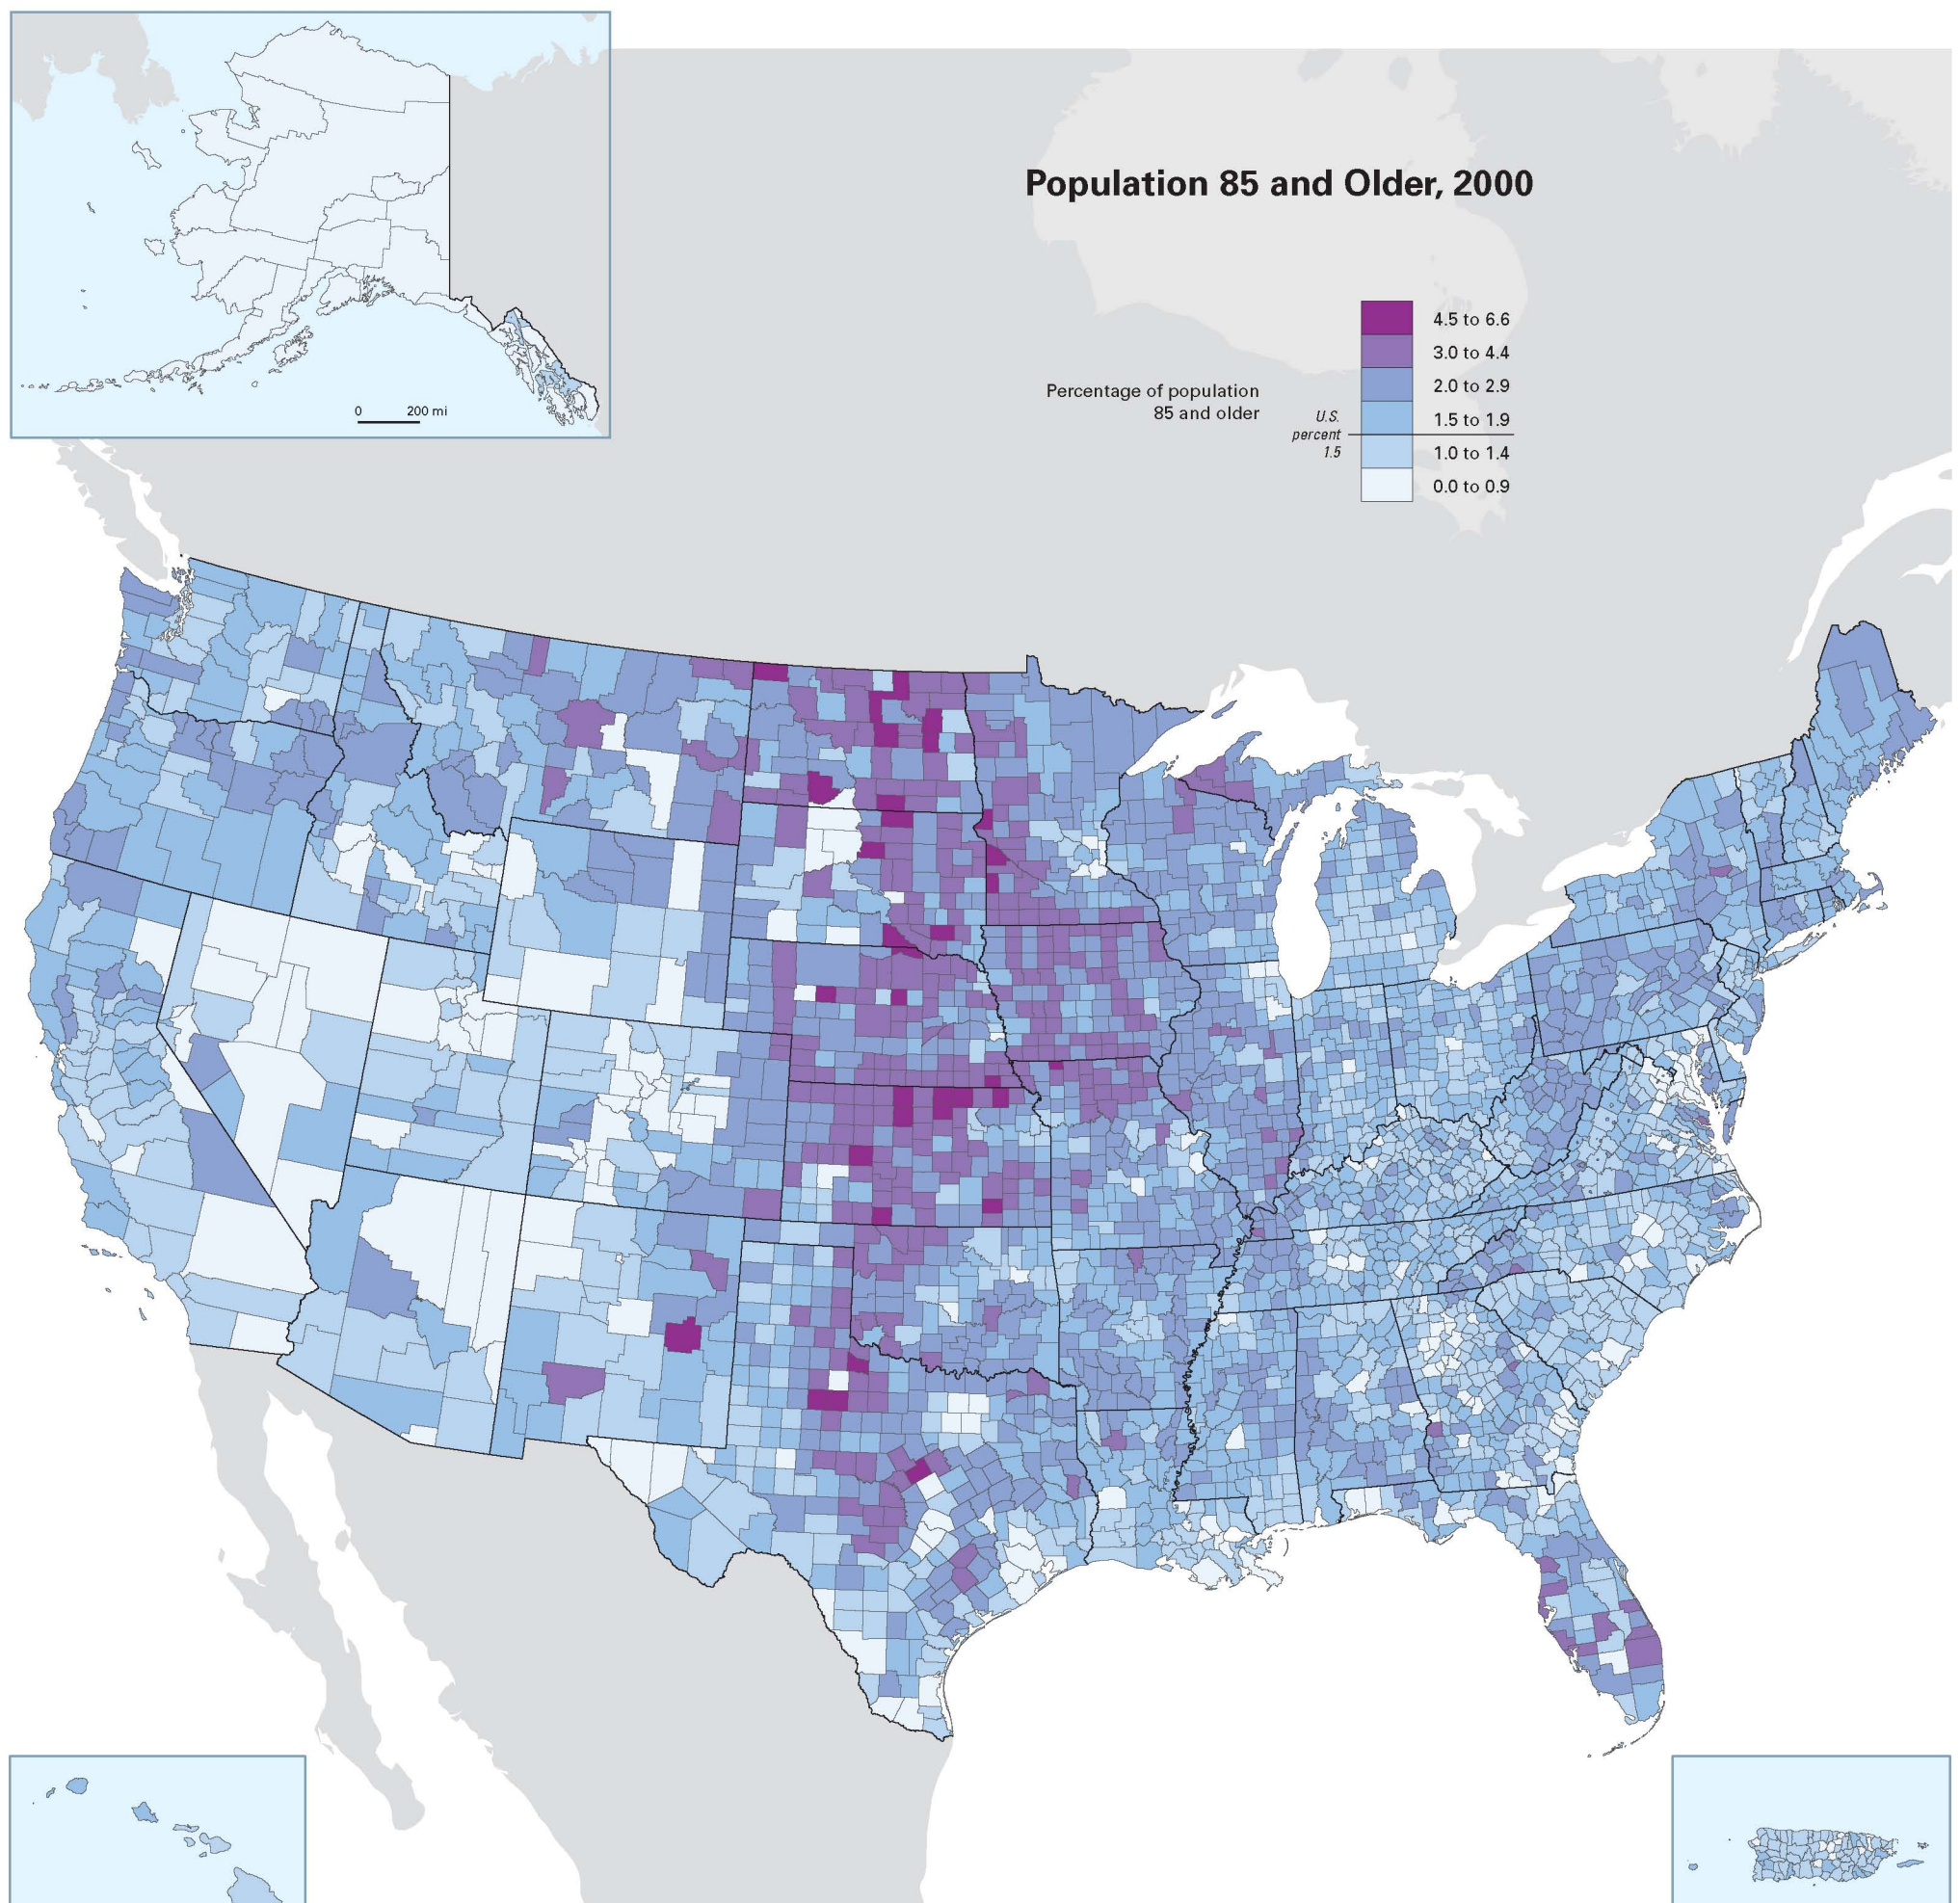 Population 85 and Older, 2000
Percentage of population
85 and older
U.S.
percent
1.5
4.5 to 6.6
3.0 to 4.4
2.0 to 2.9
1.5 to 1.9
1.0 to 1.4
0.0 to 0.9
0 200 mi